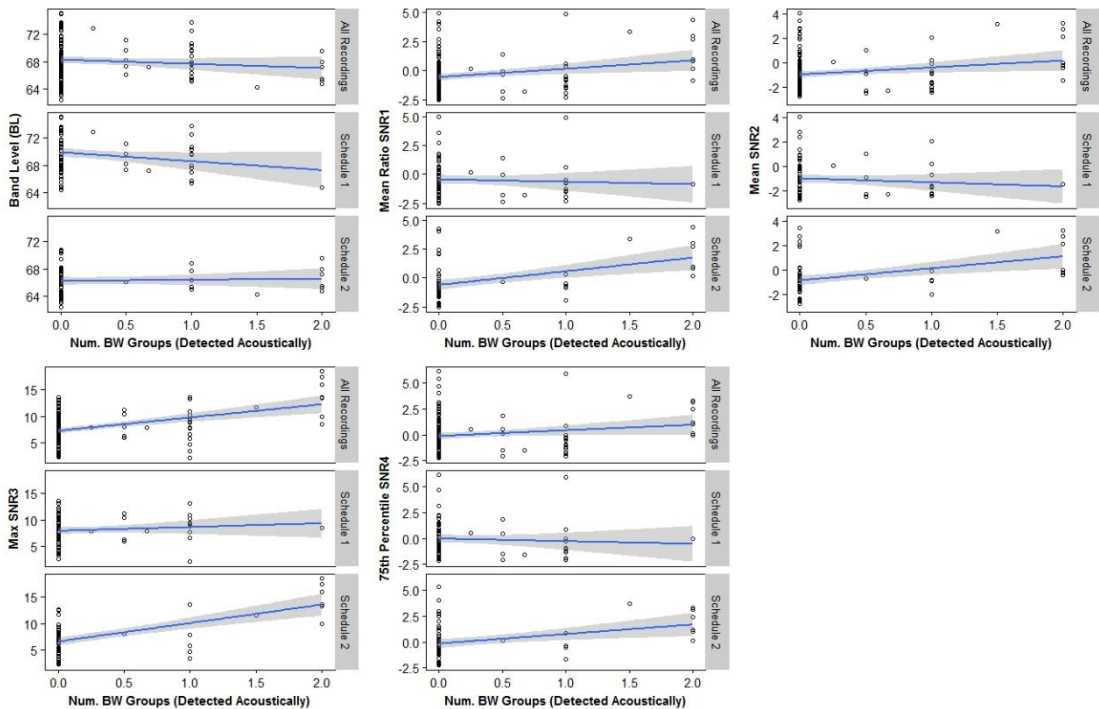 Band Level (BL)
72
68
64
All Recordings
72
68
64
Schedule 1
72
68
64
Schedule 2
0.0 0.5 1.0 1.5 2.0
Num. BW Groups (Detected Acoustically)
Mean Ratio SNR1
5.0
2.5
0.0
-2.5
All Recordings
5.0
2.5
0.0
-2.5
Schedule 1
5.0
2.5
0.0
-2.5
Schedule 2
0.0 0.5 1.0 1.5 2.0
Num. BW Groups (Detected Acoustically)
Mean SNR2
4
2
0
-2
All Recordings
4
2
0
-2
Schedule 1
4
2
0
-2
Schedule 2
0.0 0.5 1.0 1.5 2.0
Num. BW Groups (Detected Acoustically)
Max SNR3
15
10
5
All Recordings
15
10
5
Schedule 1
15
10
5
Schedule 2
0.0 0.5 1.0 1.5 2.0
Num. BW Groups (Detected Acoustically)
75th Percentile SNR4
5.0
2.5
0.0
-2.5
All Recordings
5.0
2.5
0.0
-2.5
Schedule 1
5.0
2.5
0.0
-2.5
Schedule 2
0.0 0.5 1.0 1.5 2.0
Num. BW Groups (Detected Acoustically)